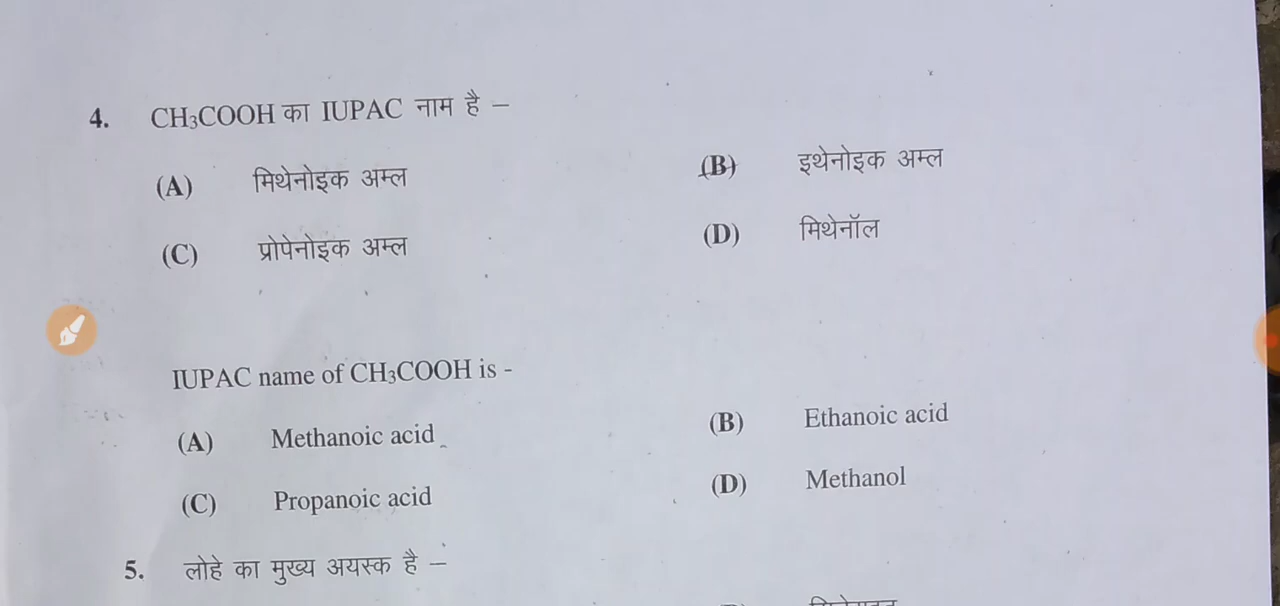 4. CH₃COOH का IUPAC नाम है –
(A) मिथेनोइक अम्ल (B) इथेनोइक अम्ल
(C) प्रोपेनोइक अम्ल (D) मिथेनॉल
IUPAC name of CH₃COOH is -
(A) Methanoic acid (B) Ethanoic acid
(C) Propanoic acid (D) Methanol
5. लोहे का मुख्य अयस्क है –